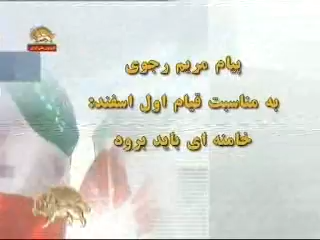 پیام مریم رجوی
به مناسبت قیام اول اسفند:
خامنه ای باید برود